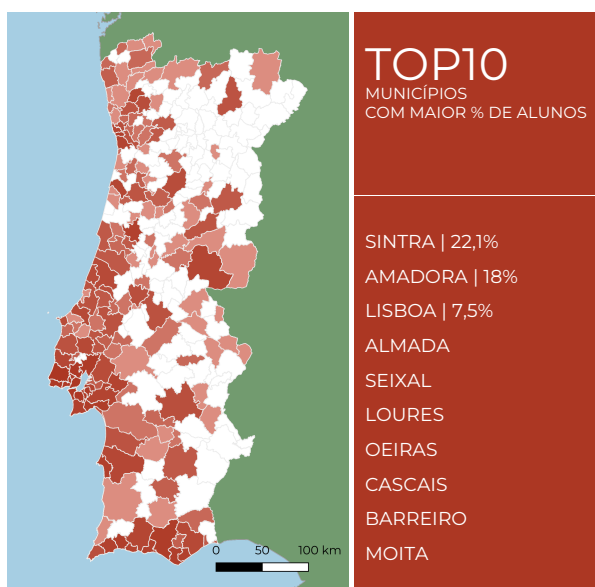 TOP10
MUNICÍPIOS
COM MAIOR % DE ALUNOS
SINTRA | 22,1%
AMADORA | 18%
LISBOA | 7,5%
ALMADA
SEIXAL
LOURES
OEIRAS
CASCAIS
BARREIRO
MOITA
0 50 100 km